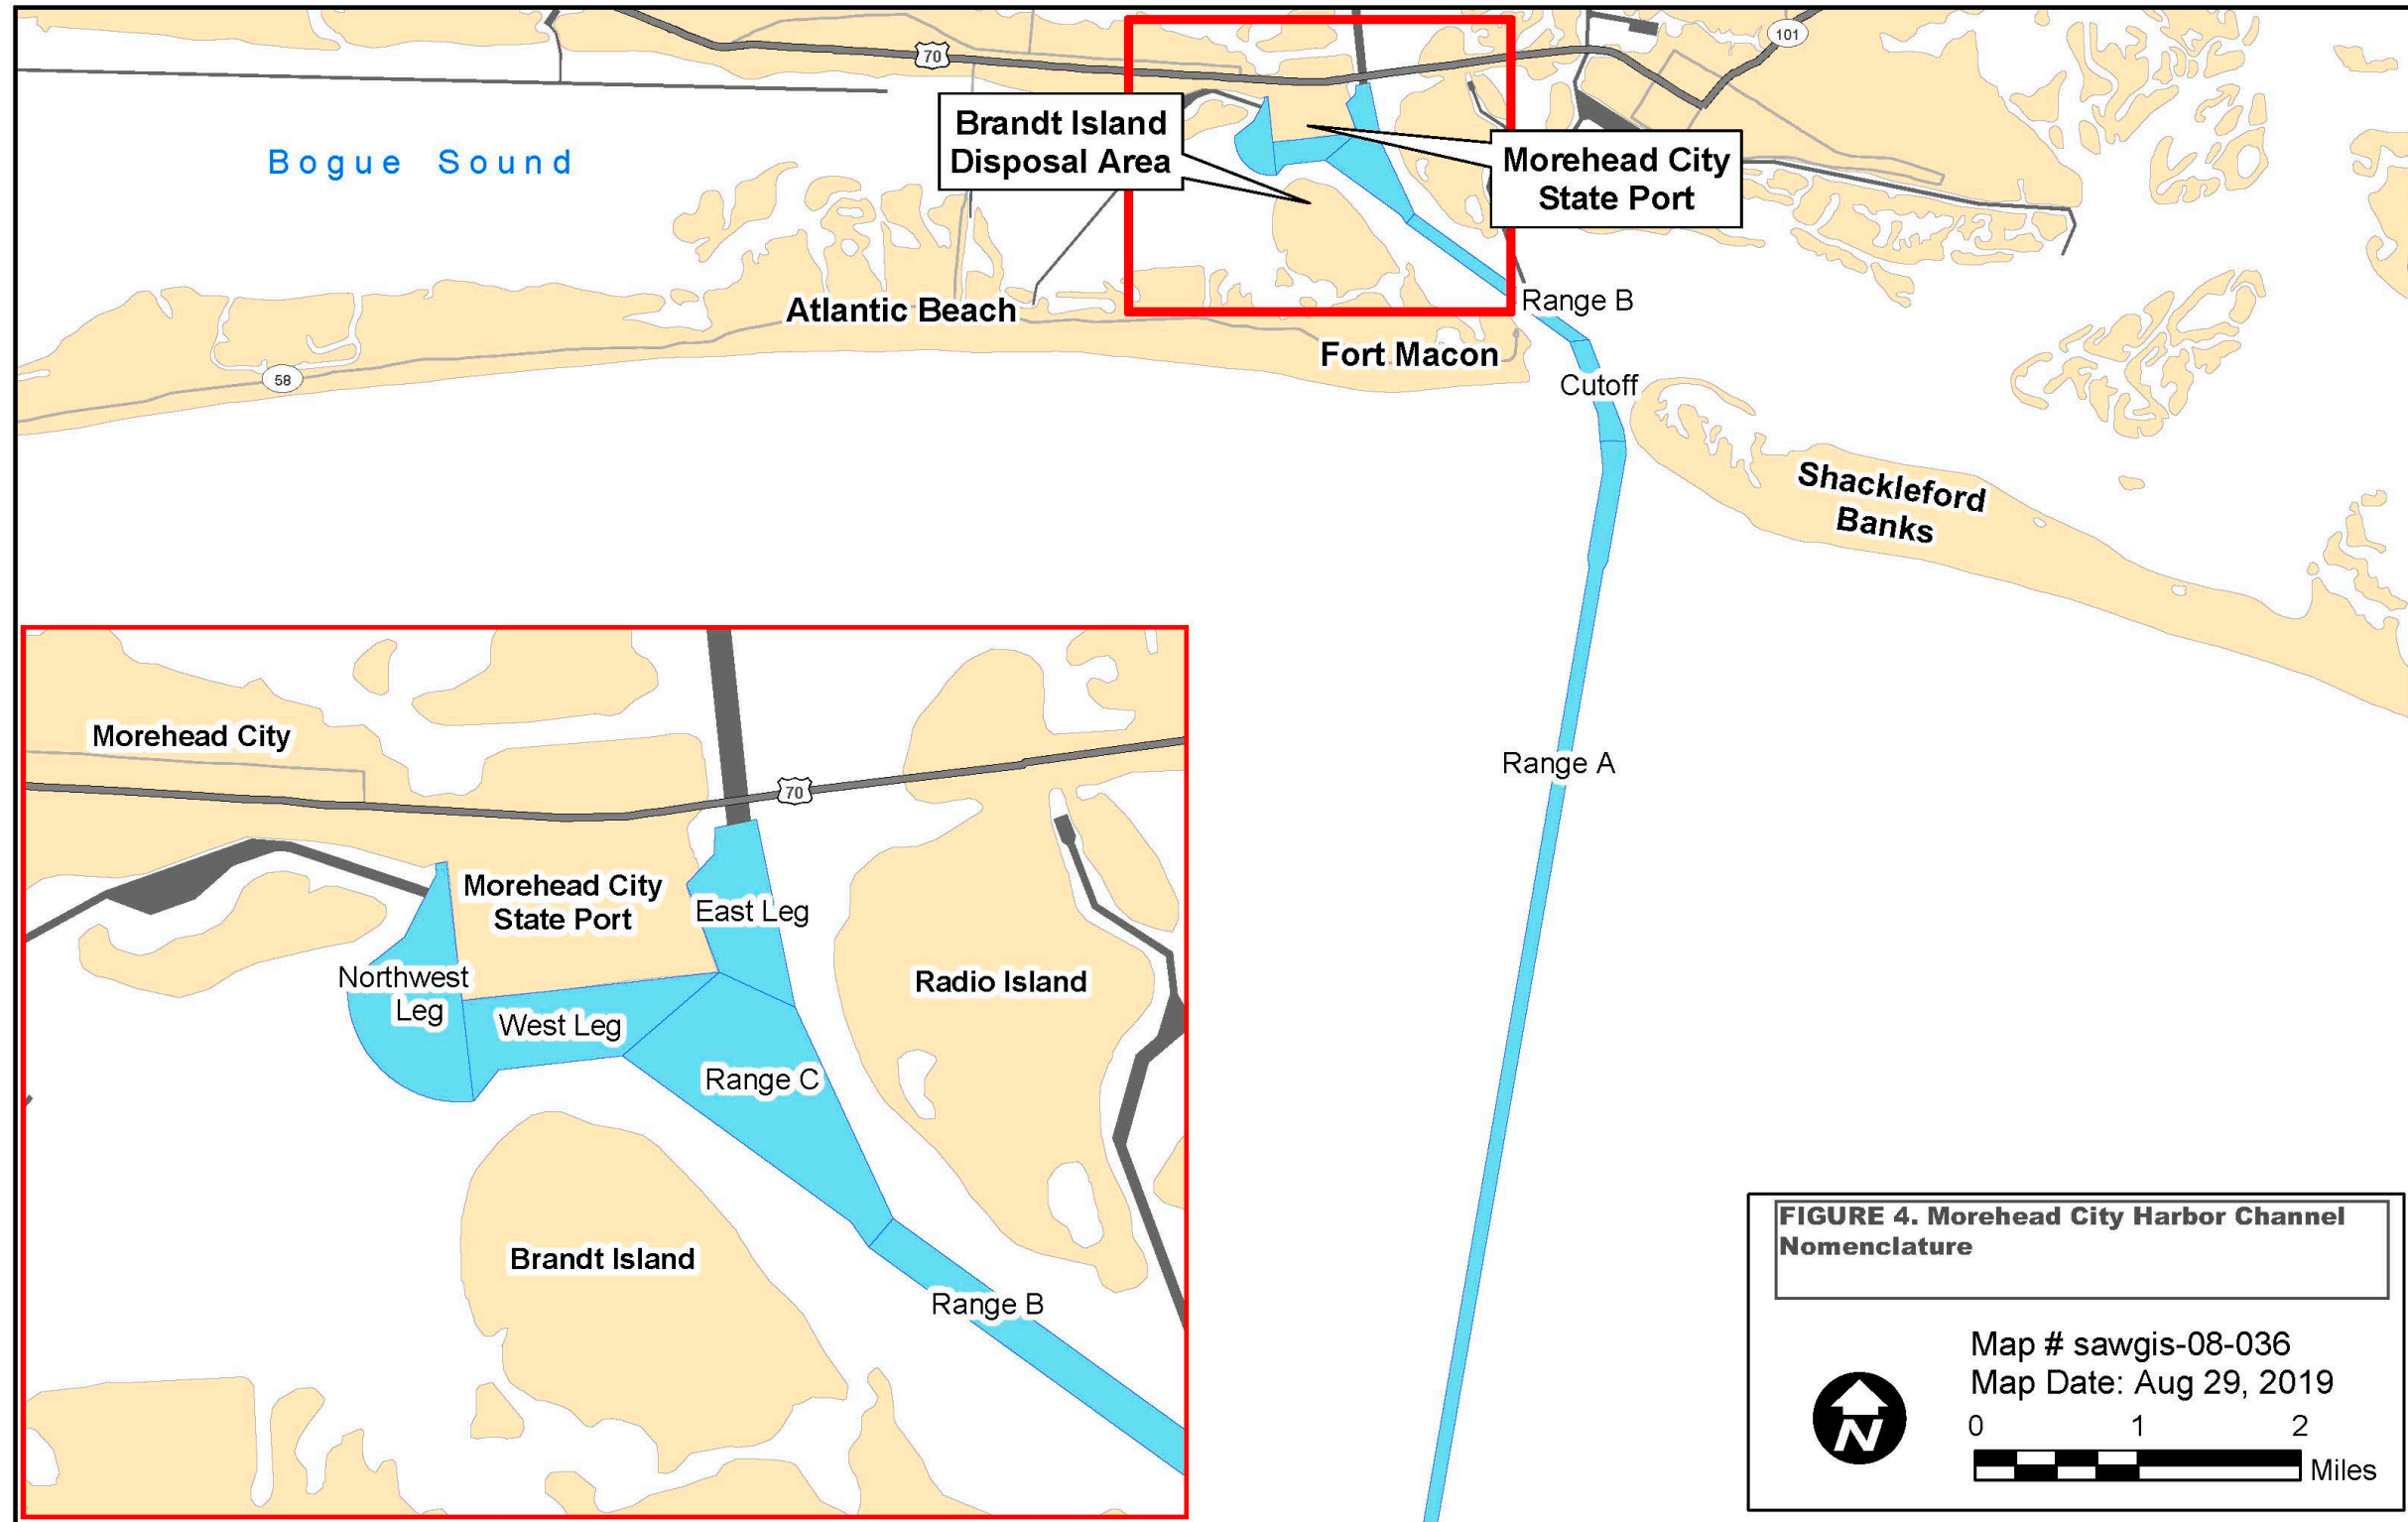 70
101
Brandt Island
Disposal Area
Morehead City
State Port
Bogue Sound
Range B
Atlantic Beach
Fort Macon
58
Cutoff
Shackleford
Banks
Range A
Morehead City
70
Morehead City
State Port
East Leg
Northwest
Leg
Radio Island
West Leg
Range C
Brandt Island
Range B
FIGURE 4. Morehead City Harbor Channel
Nomenclature
Map # sawgis-08-036
Map Date: Aug 29, 2019
0 1 2
Miles
N